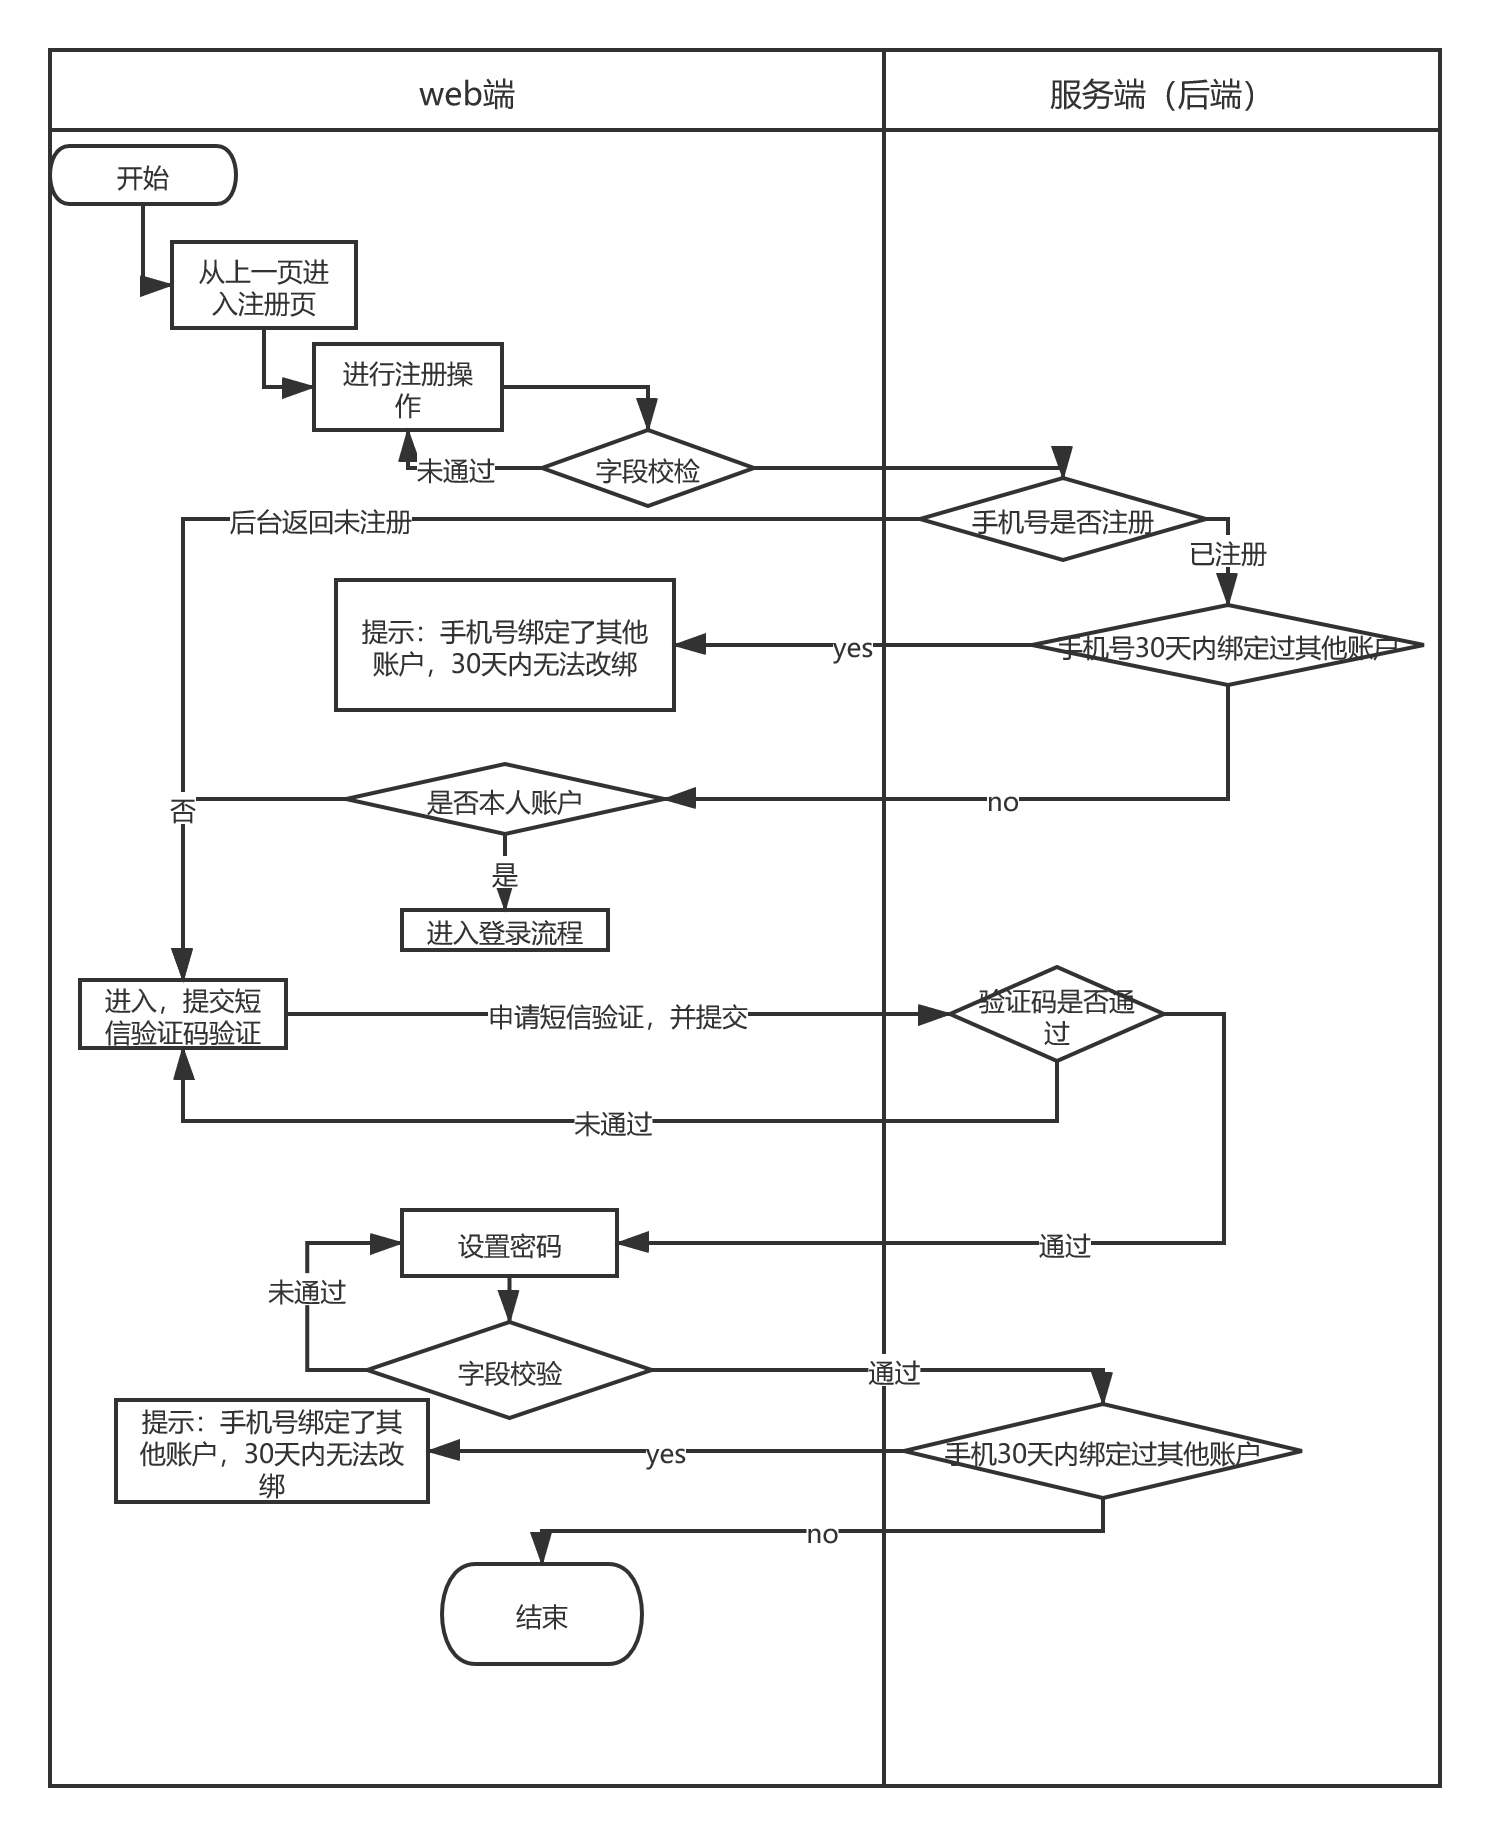 web端
服务端（后端）
开始
从上一页进
入注册页
进行注册操
作
未通过
字段校检
后台返回未注册
手机号是否注册
已注册
提示：手机号绑定了其他
账户，30天内无法改绑
yes
手机号30天内绑定过其他账户
否
是否本人账户
no
是
进入登录流程
进入，提交短
信验证码验证
申请短信验证，并提交
验证码是否通
过
未通过
设置密码
通过
未通过
字段校验
通过
提示：手机号绑定了其
他账户，30天内无法改
绑
yes
手机30天内绑定过其他账户
no
结束